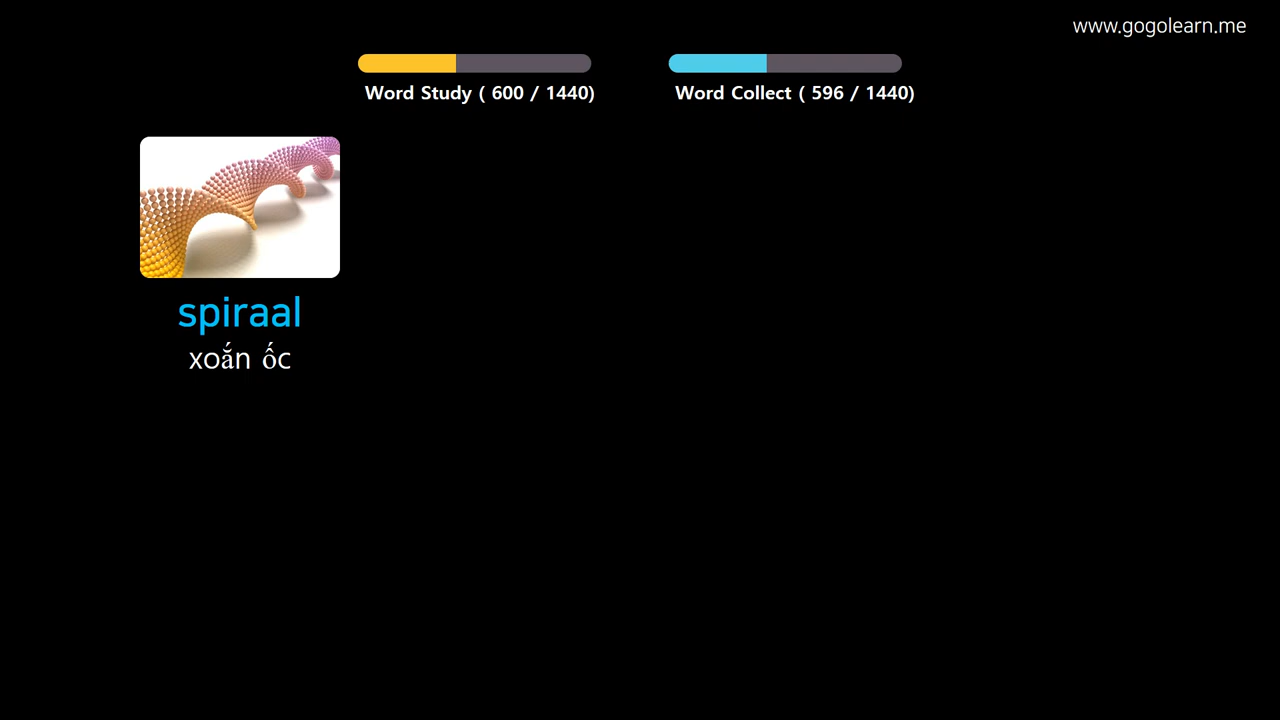 www.gogolearn.me
Word Study ( 600 / 1440)
Word Collect ( 596 / 1440)
spiraal
xoắn ốc